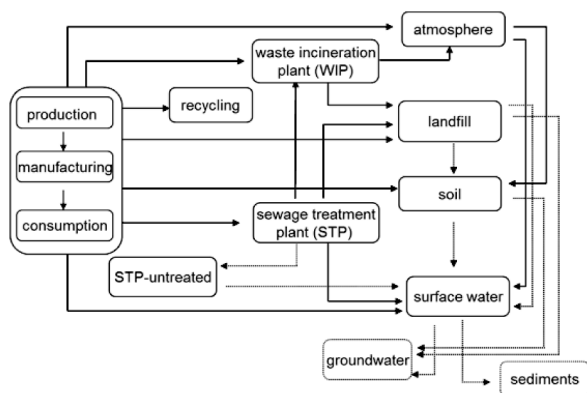 atmosphere
waste incineration
plant (WIP)
production
recycling
landfill
manufacturing
soil
consumption
sewage treatment
plant (STP)
STP-untreated
surface water
groundwater
sediments